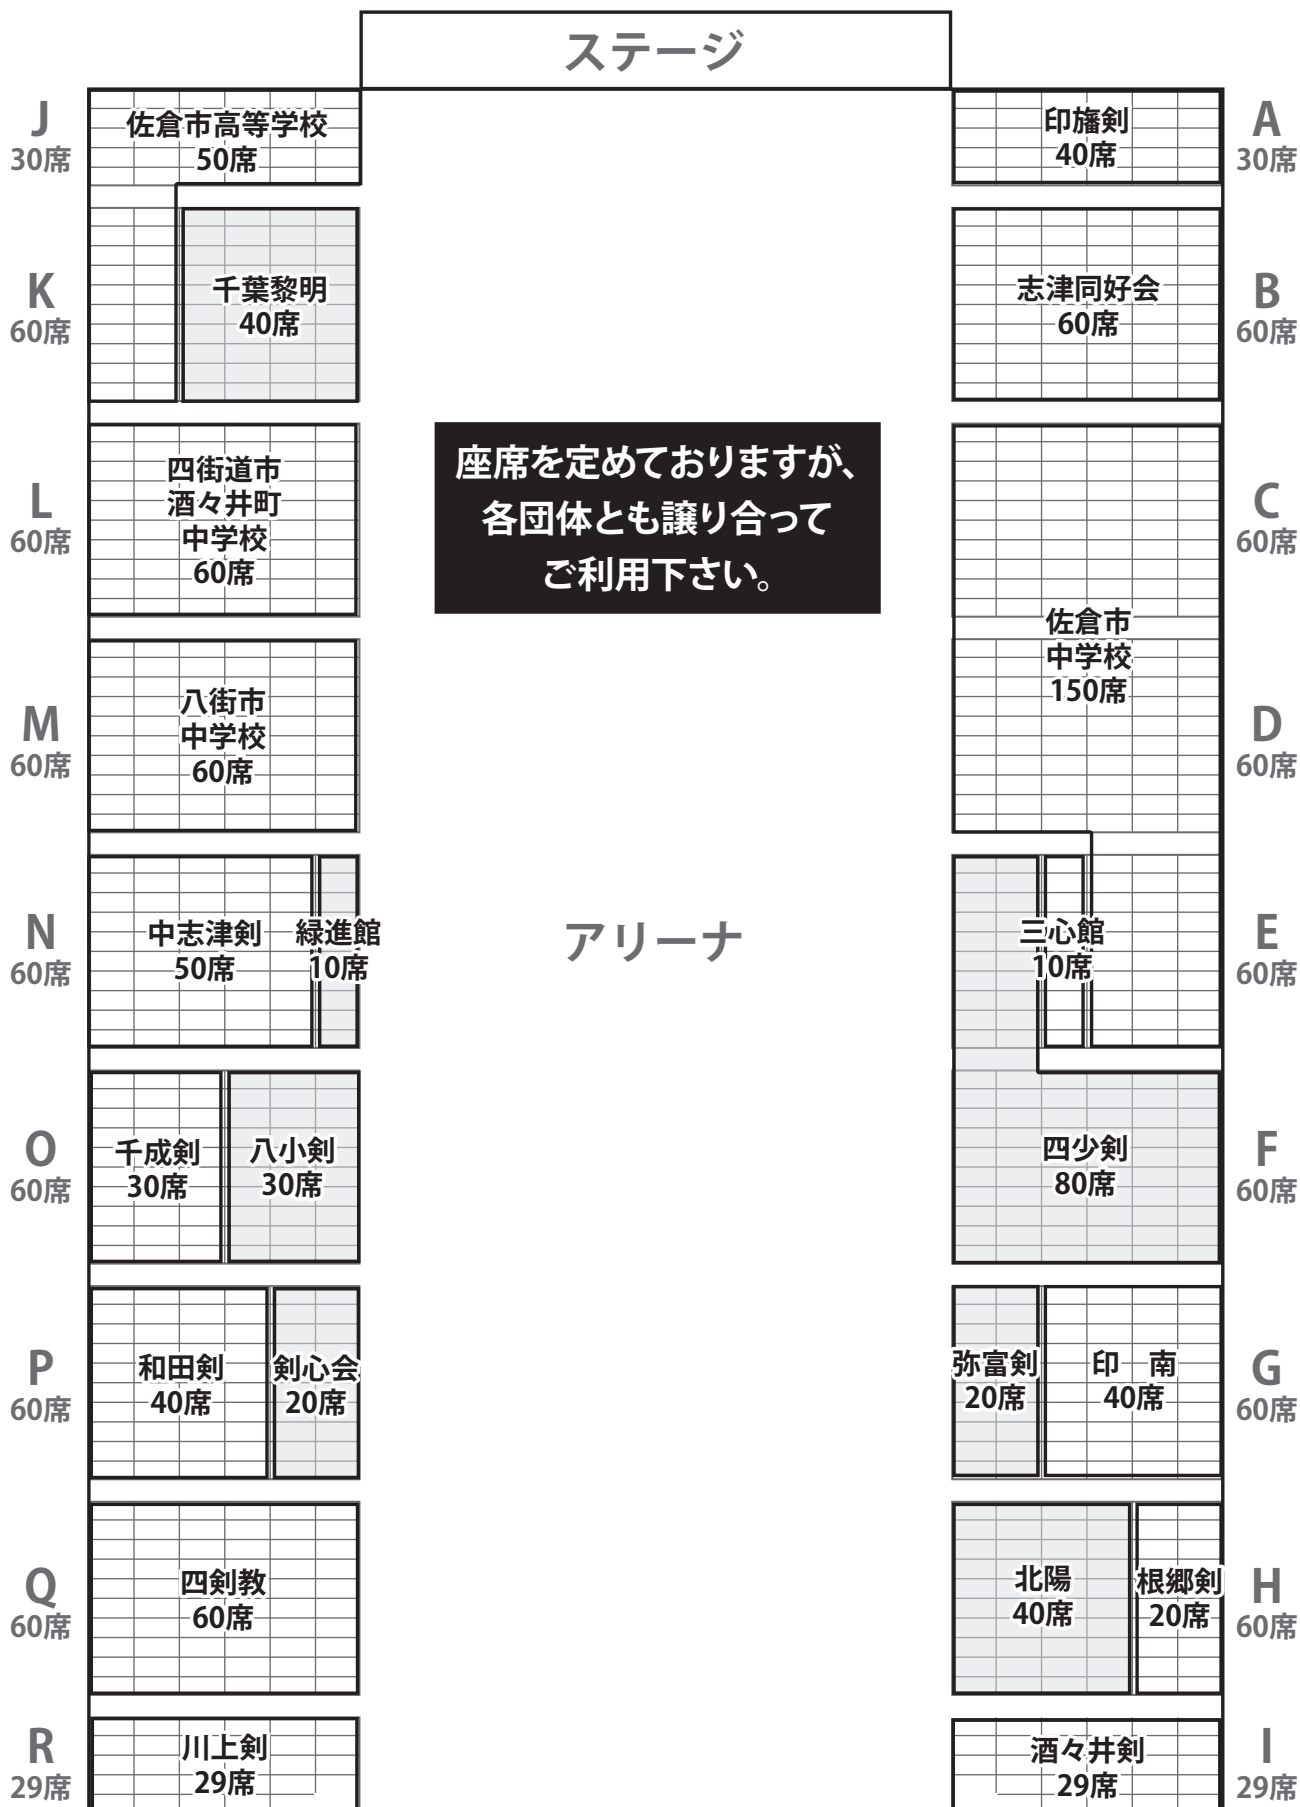 ステージ
J
30席
佐倉市高等学校
50席
印旛剣
40席
A
30席
K
60席
千葉黎明
40席
志津同好会
60席
B
60席
L
60席
四街道市
酒々井町
中学校
60席
座席を定めておりますが、
各団体とも譲り合って
ご利用下さい。
C
60席
佐倉市
中学校
150席
M
60席
八街市
中学校
60席
D
60席
N
60席
中志津剣
50席
緑進館
10席
アリーナ
三心館
10席
E
60席
O
60席
千成剣
30席
八小剣
30席
四少剣
80席
F
60席
P
60席
和田剣
40席
剣心会
20席
弥富剣
20席
印　南
40席
G
60席
Q
60席
四剣教
60席
北陽
40席
根郷剣
20席
H
60席
R
29席
川上剣
29席
酒々井剣
29席
I
29席